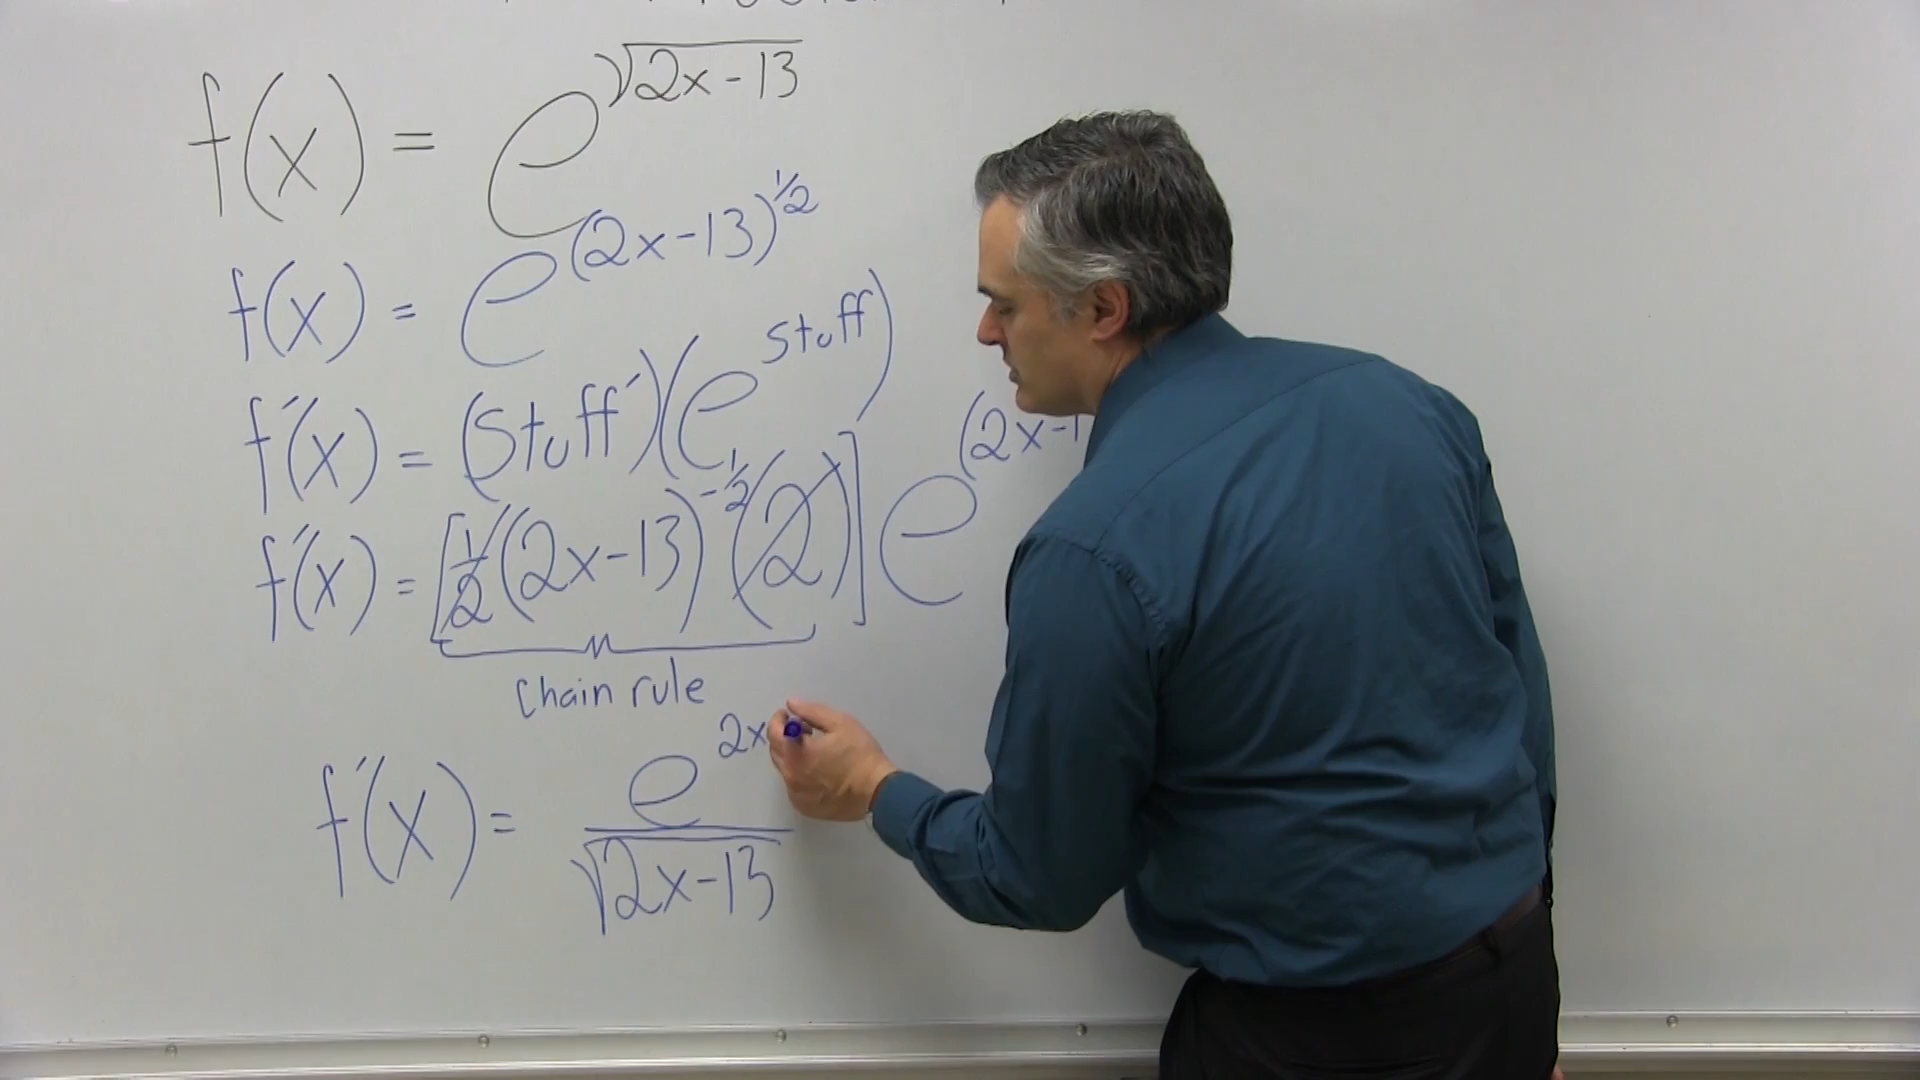 f(x) = e^√(2x-13)
f(x) = e^(2x-13)^1/2
f'(x) = (Stuff')(e^Stuff)
f'(x) = [1/2(2x-13)^-1/2(2)]e^(2x-1
Chain rule
f'(x) = e^2x / √(2x-13)